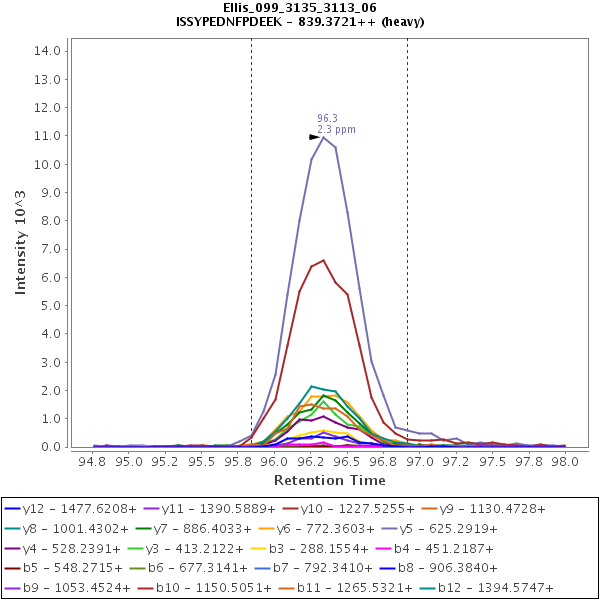 Ellis_099_3135_3113_06
ISSYPEDNFPDEEK - 839.3721++ (heavy)
14.0
13.0
12.0
11.0
10.0
9.0
8.0
7.0
6.0
5.0
4.0
3.0
2.0
1.0
0.0
Intensity 10^3
96.3
2.3 ppm
94.8 95.0 95.2 95.5 95.8 96.0 96.2 96.5 96.8 97.0 97.2 97.5 97.8 98.0
Retention Time
y12 - 1477.6208+ y11 - 1390.5889+ y10 - 1227.5255+ y9 - 1130.4728+
y8 - 1001.4302+ y7 - 886.4033+ y6 - 772.3603+ y5 - 625.2919+
y4 - 528.2391+ y3 - 413.2122+ b3 - 288.1554+ b4 - 451.2187+
b5 - 548.2715+ b6 - 677.3141+ b7 - 792.3410+ b8 - 906.3840+
b9 - 1053.4524+ b10 - 1150.5051+ b11 - 1265.5321+ b12 - 1394.5747+